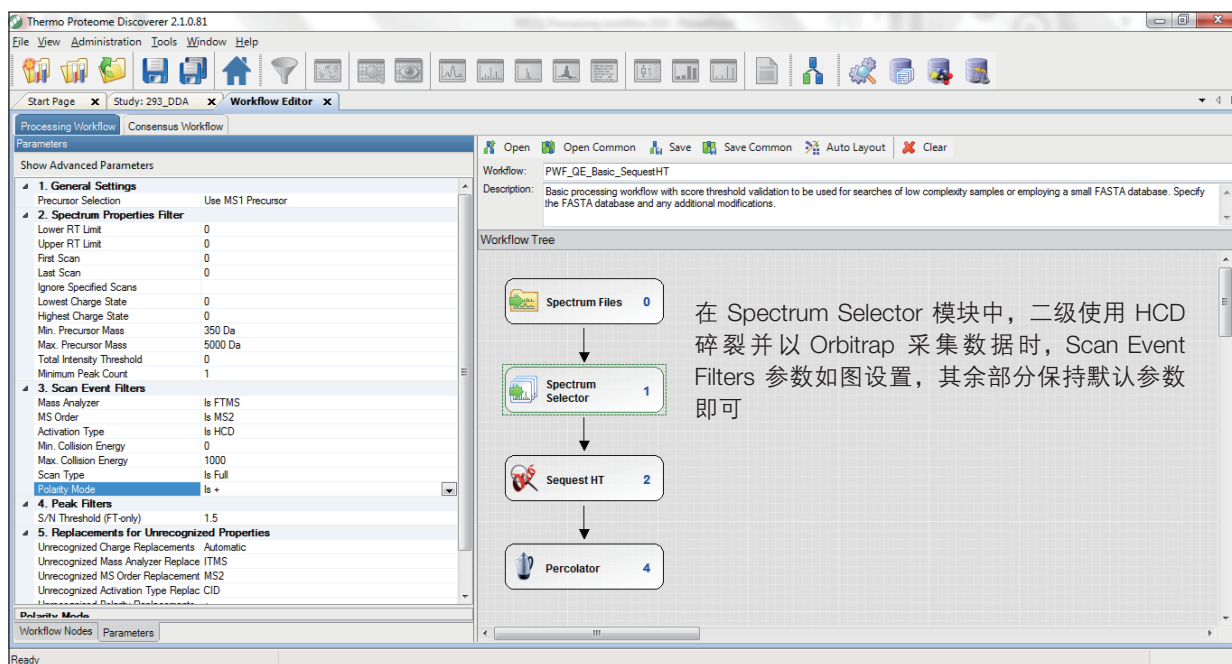 Thermo Proteome Discoverer 2.1.0.81
File View Administration Tools Window Help
Start Page Study: 293_DDA Workflow Editor
Processing Workflow Consensus Workflow
Parameters
Show Advanced Parameters
1. General Settings
Precursor Selection Use MS1 Precursor
2. Spectrum Properties Filter
Lower RT Limit 0
Upper RT Limit 0
First Scan 0
Last Scan 0
Ignore Specified Scans
Lowest Charge State 0
Highest Charge State 0
Min. Precursor Mass 350 Da
Max. Precursor Mass 5000 Da
Total Intensity Threshold 0
Minimum Peak Count 1
3. Scan Event Filters
Mass Analyzer Is FTMS
MS Order Is MS2
Activation Type Is HCD
Min. Collision Energy 0
Max. Collision Energy 1000
Scan Type Is Full
Polarity Mode Is +
4. Peak Filters
S/N Threshold (FT-only) 1.5
5. Replacements for Unrecognized Properties
Unrecognized Charge Replacements Automatic
Unrecognized Mass Analyzer Replace ITMS
Unrecognized MS Order Replacement MS2
Unrecognized Activation Type Replac CID
Polarity Mode
Workflow Nodes Parameters
Ready
Open Open Common Save Save Common Auto Layout Clear
Workflow: PWF_QE_Basic_SequestHT
Description: Basic processing workflow with score threshold validation to be used for searches of low complexity samples or employing a small FASTA database. Specify
the FASTA database and any additional modifications.
Workflow Tree
Spectrum Files 0
Spectrum
Selector 1
Sequest HT 2
Percolator 4
在 Spectrum Selector 模块中，二级使用 HCD
碎裂并以 Orbitrap 采集数据时，Scan Event
Filters 参数如图设置，其余部分保持默认参数
即可